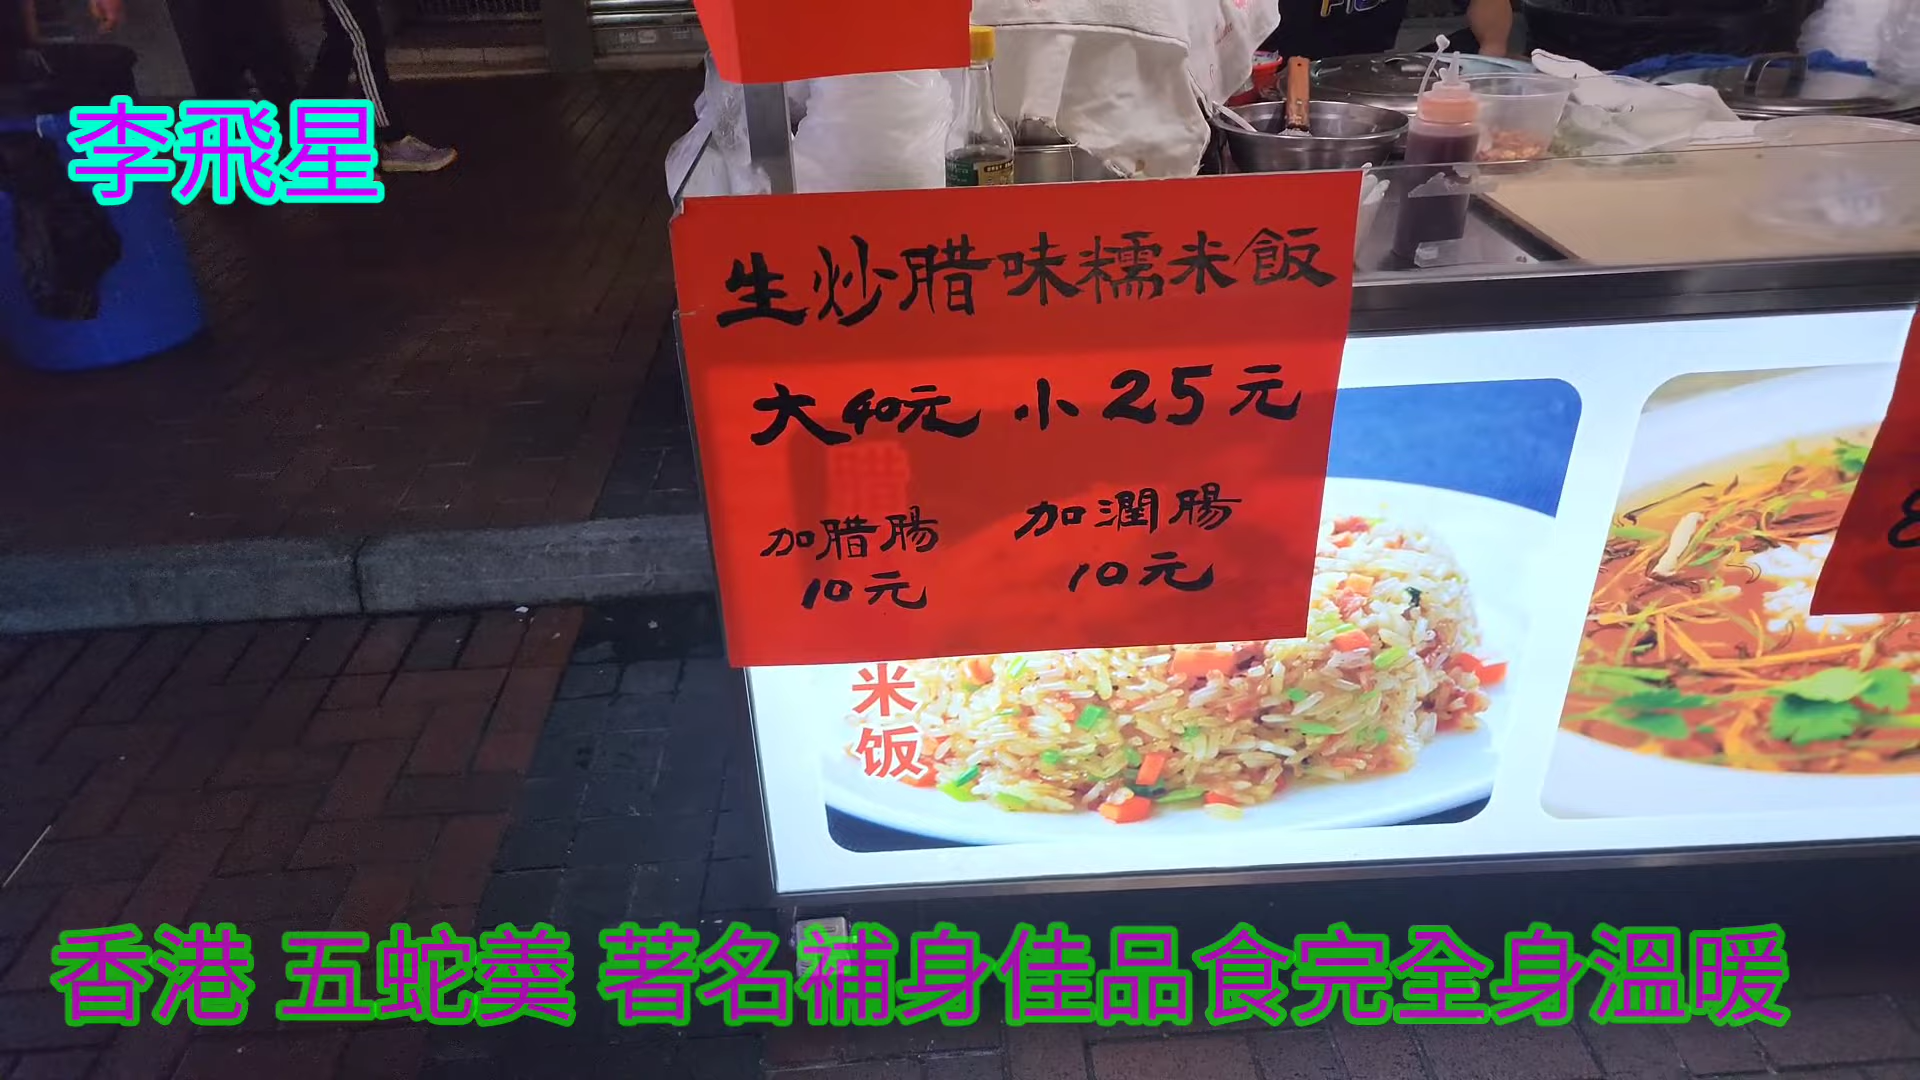 李飛星
生炒腊味糯米飯
大40元 小25元
加腊腸 加潤腸
10元 10元
米饭
香港 五蛇羹 著名補身佳品食完全身溫暖